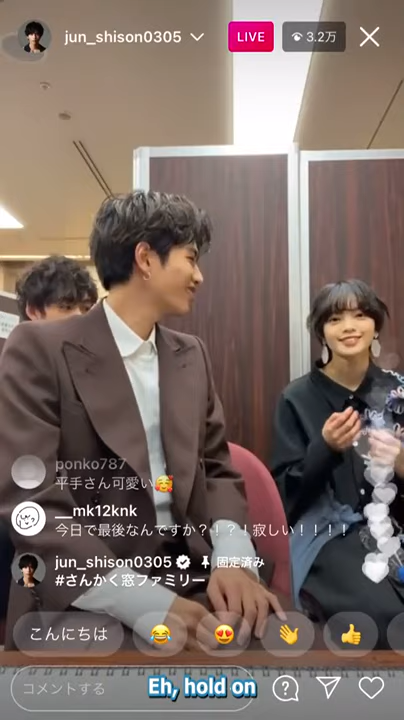 jun_shison0305
LIVE
3.2万
ponko787
平手さん可愛い🥰
__mk12knk
今日で最後なんですか？！？！寂しい！！！！
jun_shison0305 固定済み
#さんかく窓ファミリー
こんにちは 😂 😍 👋 👍
コメントする
Eh, hold on